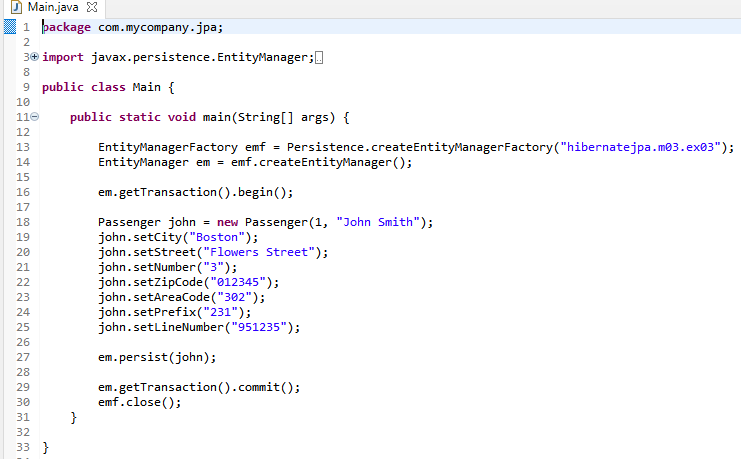 Main.java
1 package com.mycompany.jpa;
2
3 import javax.persistence.EntityManager;
8
9 public class Main {
10
11     public static void main(String[] args) {
12
13         EntityManagerFactory emf = Persistence.createEntityManagerFactory("hibernatejpa.m03.ex03");
14         EntityManager em = emf.createEntityManager();
15
16         em.getTransaction().begin();
17
18         Passenger john = new Passenger(1, "John Smith");
19         john.setCity("Boston");
20         john.setStreet("Flowers Street");
21         john.setNumber("3");
22         john.setZipCode("012345");
23         john.setAreaCode("302");
24         john.setPrefix("231");
25         john.setLineNumber("951235");
26
27         em.persist(john);
28
29         em.getTransaction().commit();
30         emf.close();
31     }
32
33 }